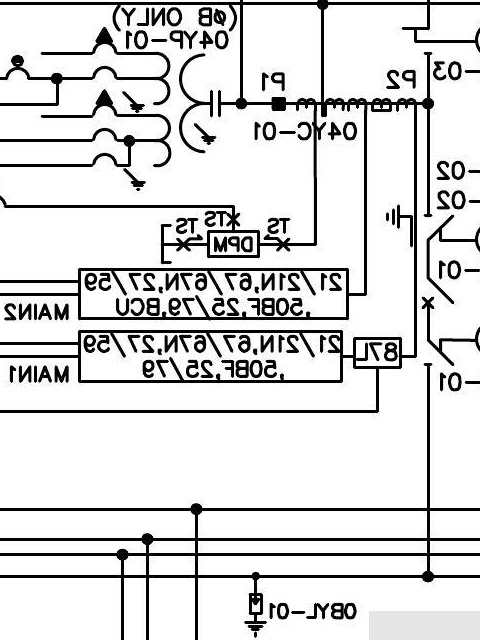 (ØB ONLY)
04YP-01
P1
P2
03-
04YC-01
02-
02-
TS
TS
TS
DPM
01-
21/21N,67/67N,27/59
,50BF,25/79,BCU
MAIN2
21/21N,67/67N,27/59
,50BF,25/79
MAIN1
87L
01-
0BYL-01